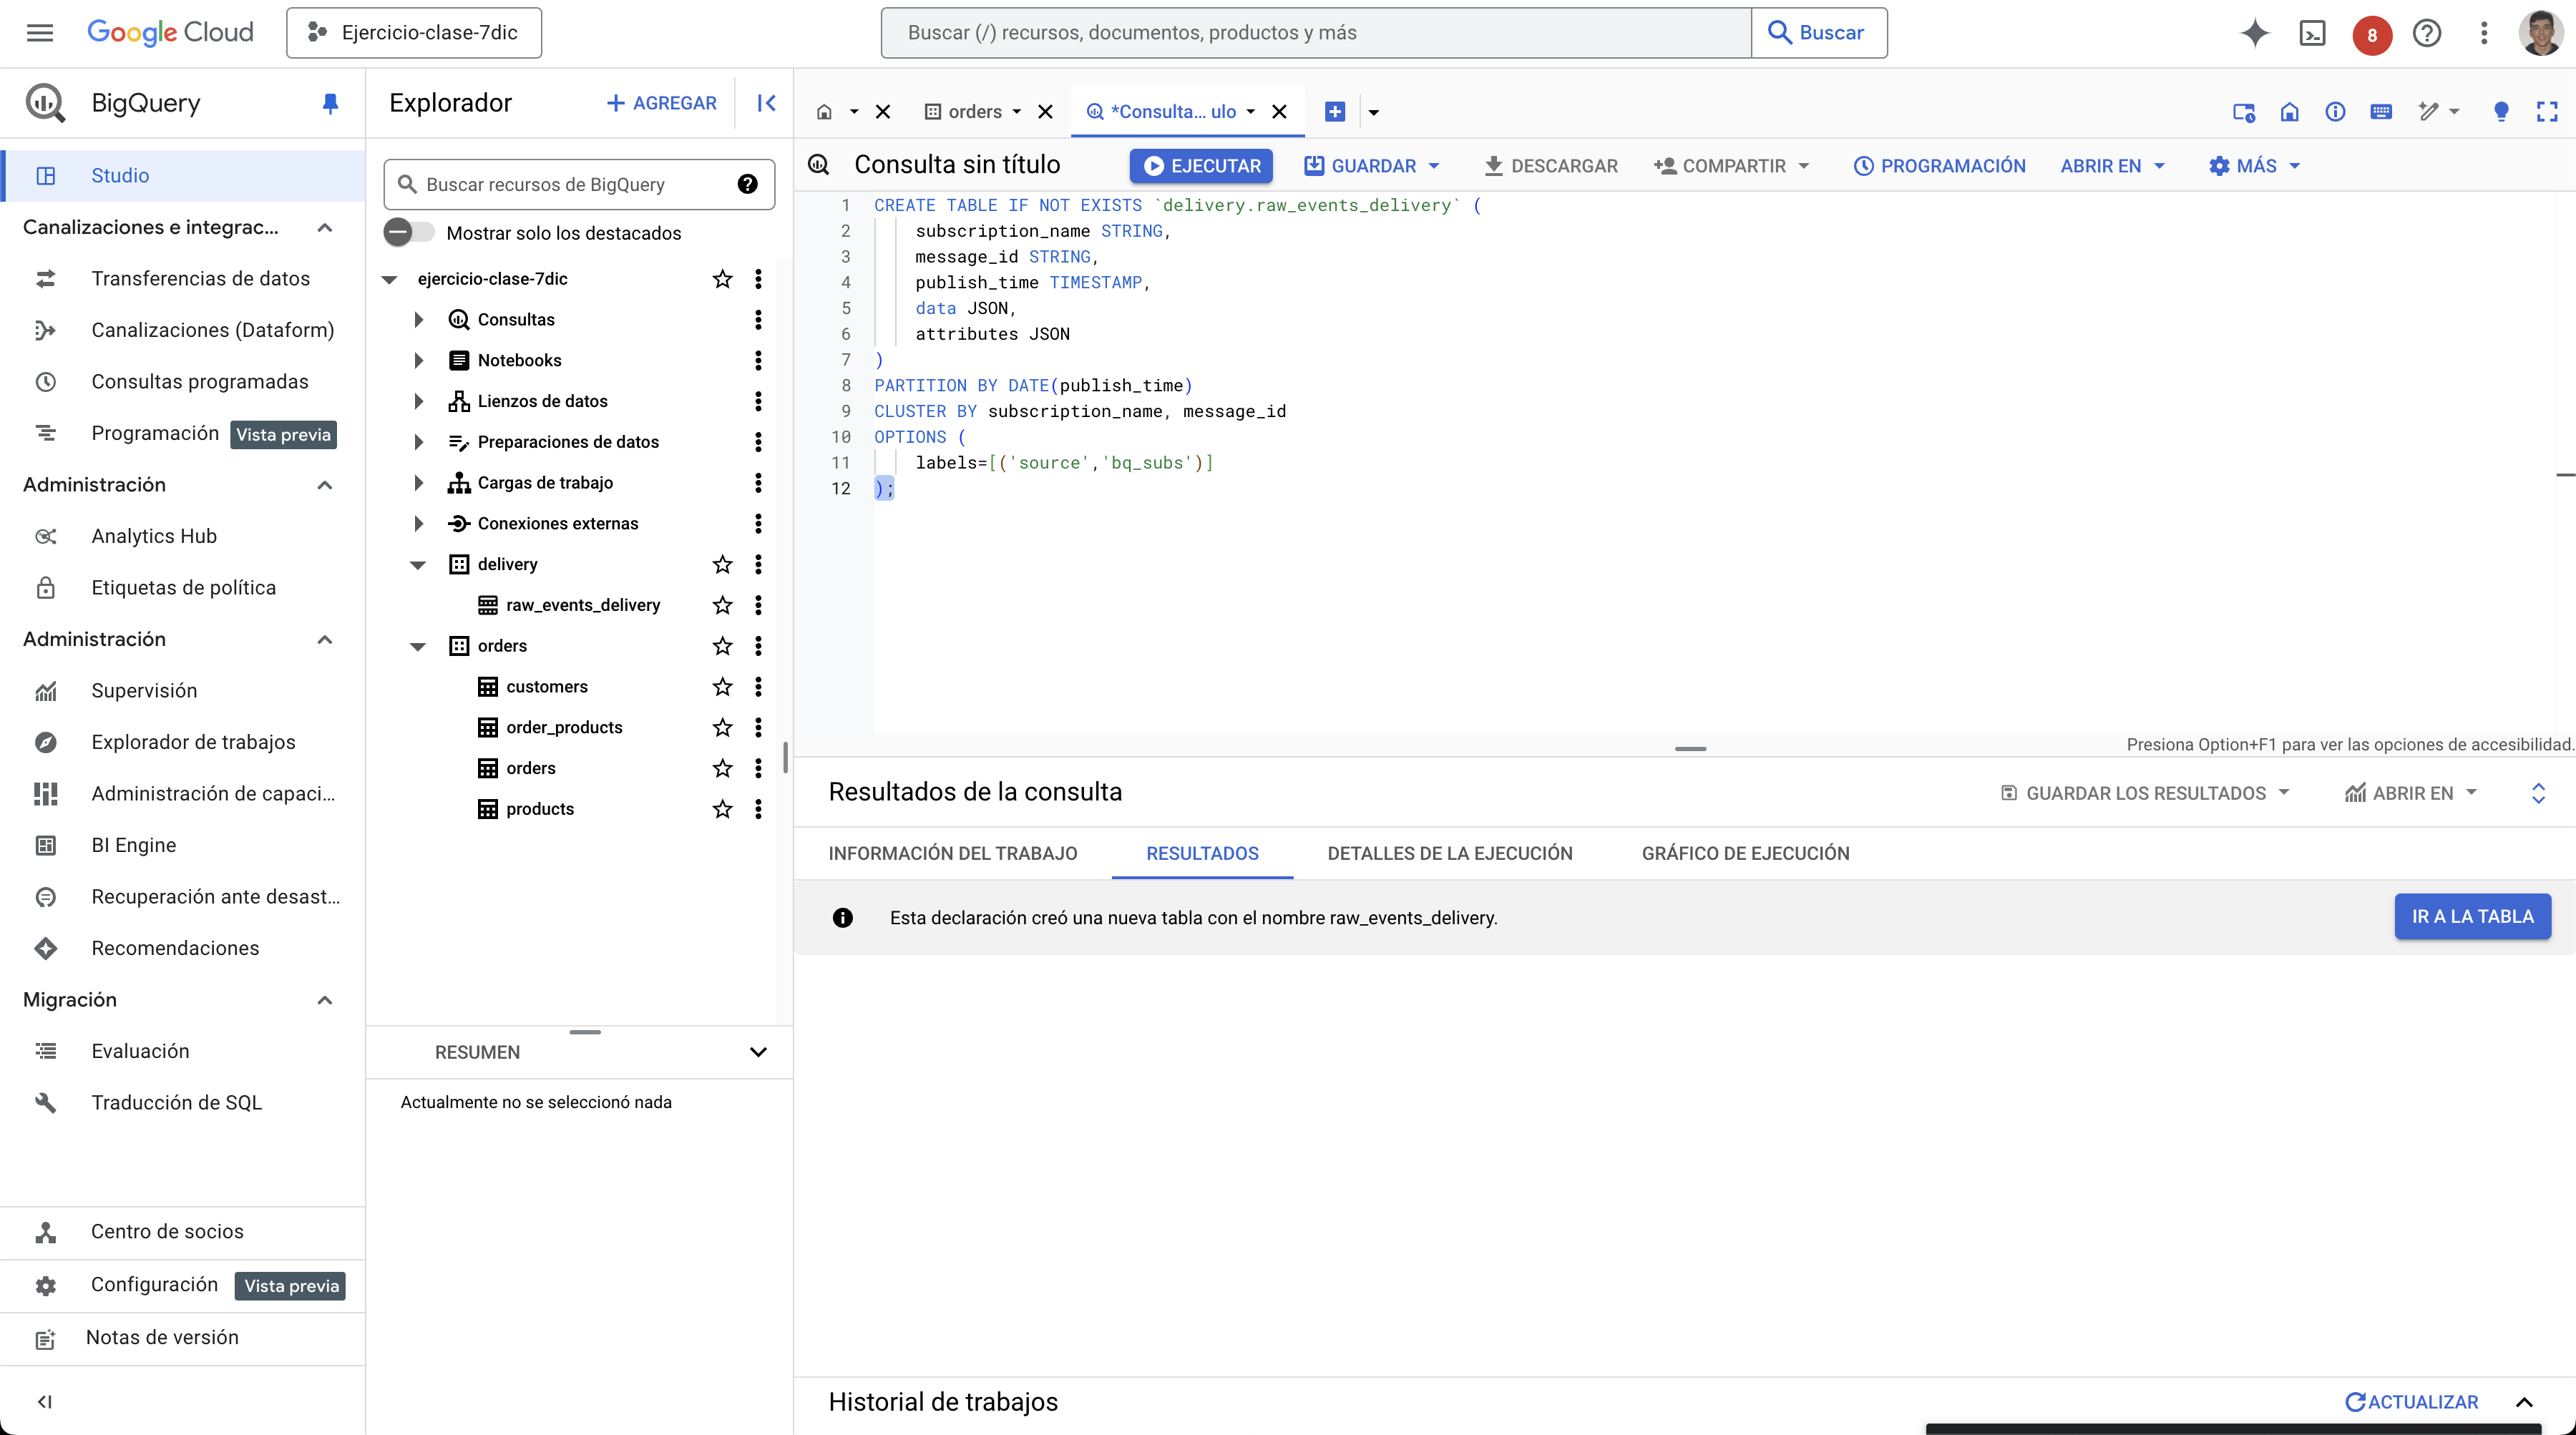 Google Cloud
Ejercicio-clase-7dic
Buscar (/) recursos, documentos, productos y más
Buscar
8
BigQuery
Studio
Canalizaciones e integrac...
Transferencias de datos
Canalizaciones (Dataform)
Consultas programadas
Programación Vista previa
Administración
Analytics Hub
Etiquetas de política
Administración
Supervisión
Explorador de trabajos
Administración de capaci...
BI Engine
Recuperación ante desast...
Recomendaciones
Migración
Evaluación
Traducción de SQL
Centro de socios
Configuración Vista previa
Notas de versión
Explorador
AGREGAR
Buscar recursos de BigQuery
Mostrar solo los destacados
ejercicio-clase-7dic
Consultas
Notebooks
Lienzos de datos
Preparaciones de datos
Cargas de trabajo
Conexiones externas
delivery
raw_events_delivery
orders
customers
order_products
orders
products
RESUMEN
Actualmente no se seleccionó nada
orders
*Consulta... ulo
Consulta sin título
EJECUTAR
GUARDAR
DESCARGAR
COMPARTIR
PROGRAMACIÓN
ABRIR EN
MÁS
1 CREATE TABLE IF NOT EXISTS `delivery.raw_events_delivery` (
2 subscription_name STRING,
3 message_id STRING,
4 publish_time TIMESTAMP,
5 data JSON,
6 attributes JSON
7 )
8 PARTITION BY DATE(publish_time)
9 CLUSTER BY subscription_name, message_id
10 OPTIONS (
11 labels=[('source','bq_subs')]
12 );
Presiona Option+F1 para ver las opciones de accesibilidad.
Resultados de la consulta
GUARDAR LOS RESULTADOS
ABRIR EN
INFORMACIÓN DEL TRABAJO
RESULTADOS
DETALLES DE LA EJECUCIÓN
GRÁFICO DE EJECUCIÓN
Esta declaración creó una nueva tabla con el nombre raw_events_delivery.
IR A LA TABLA
Historial de trabajos
ACTUALIZAR